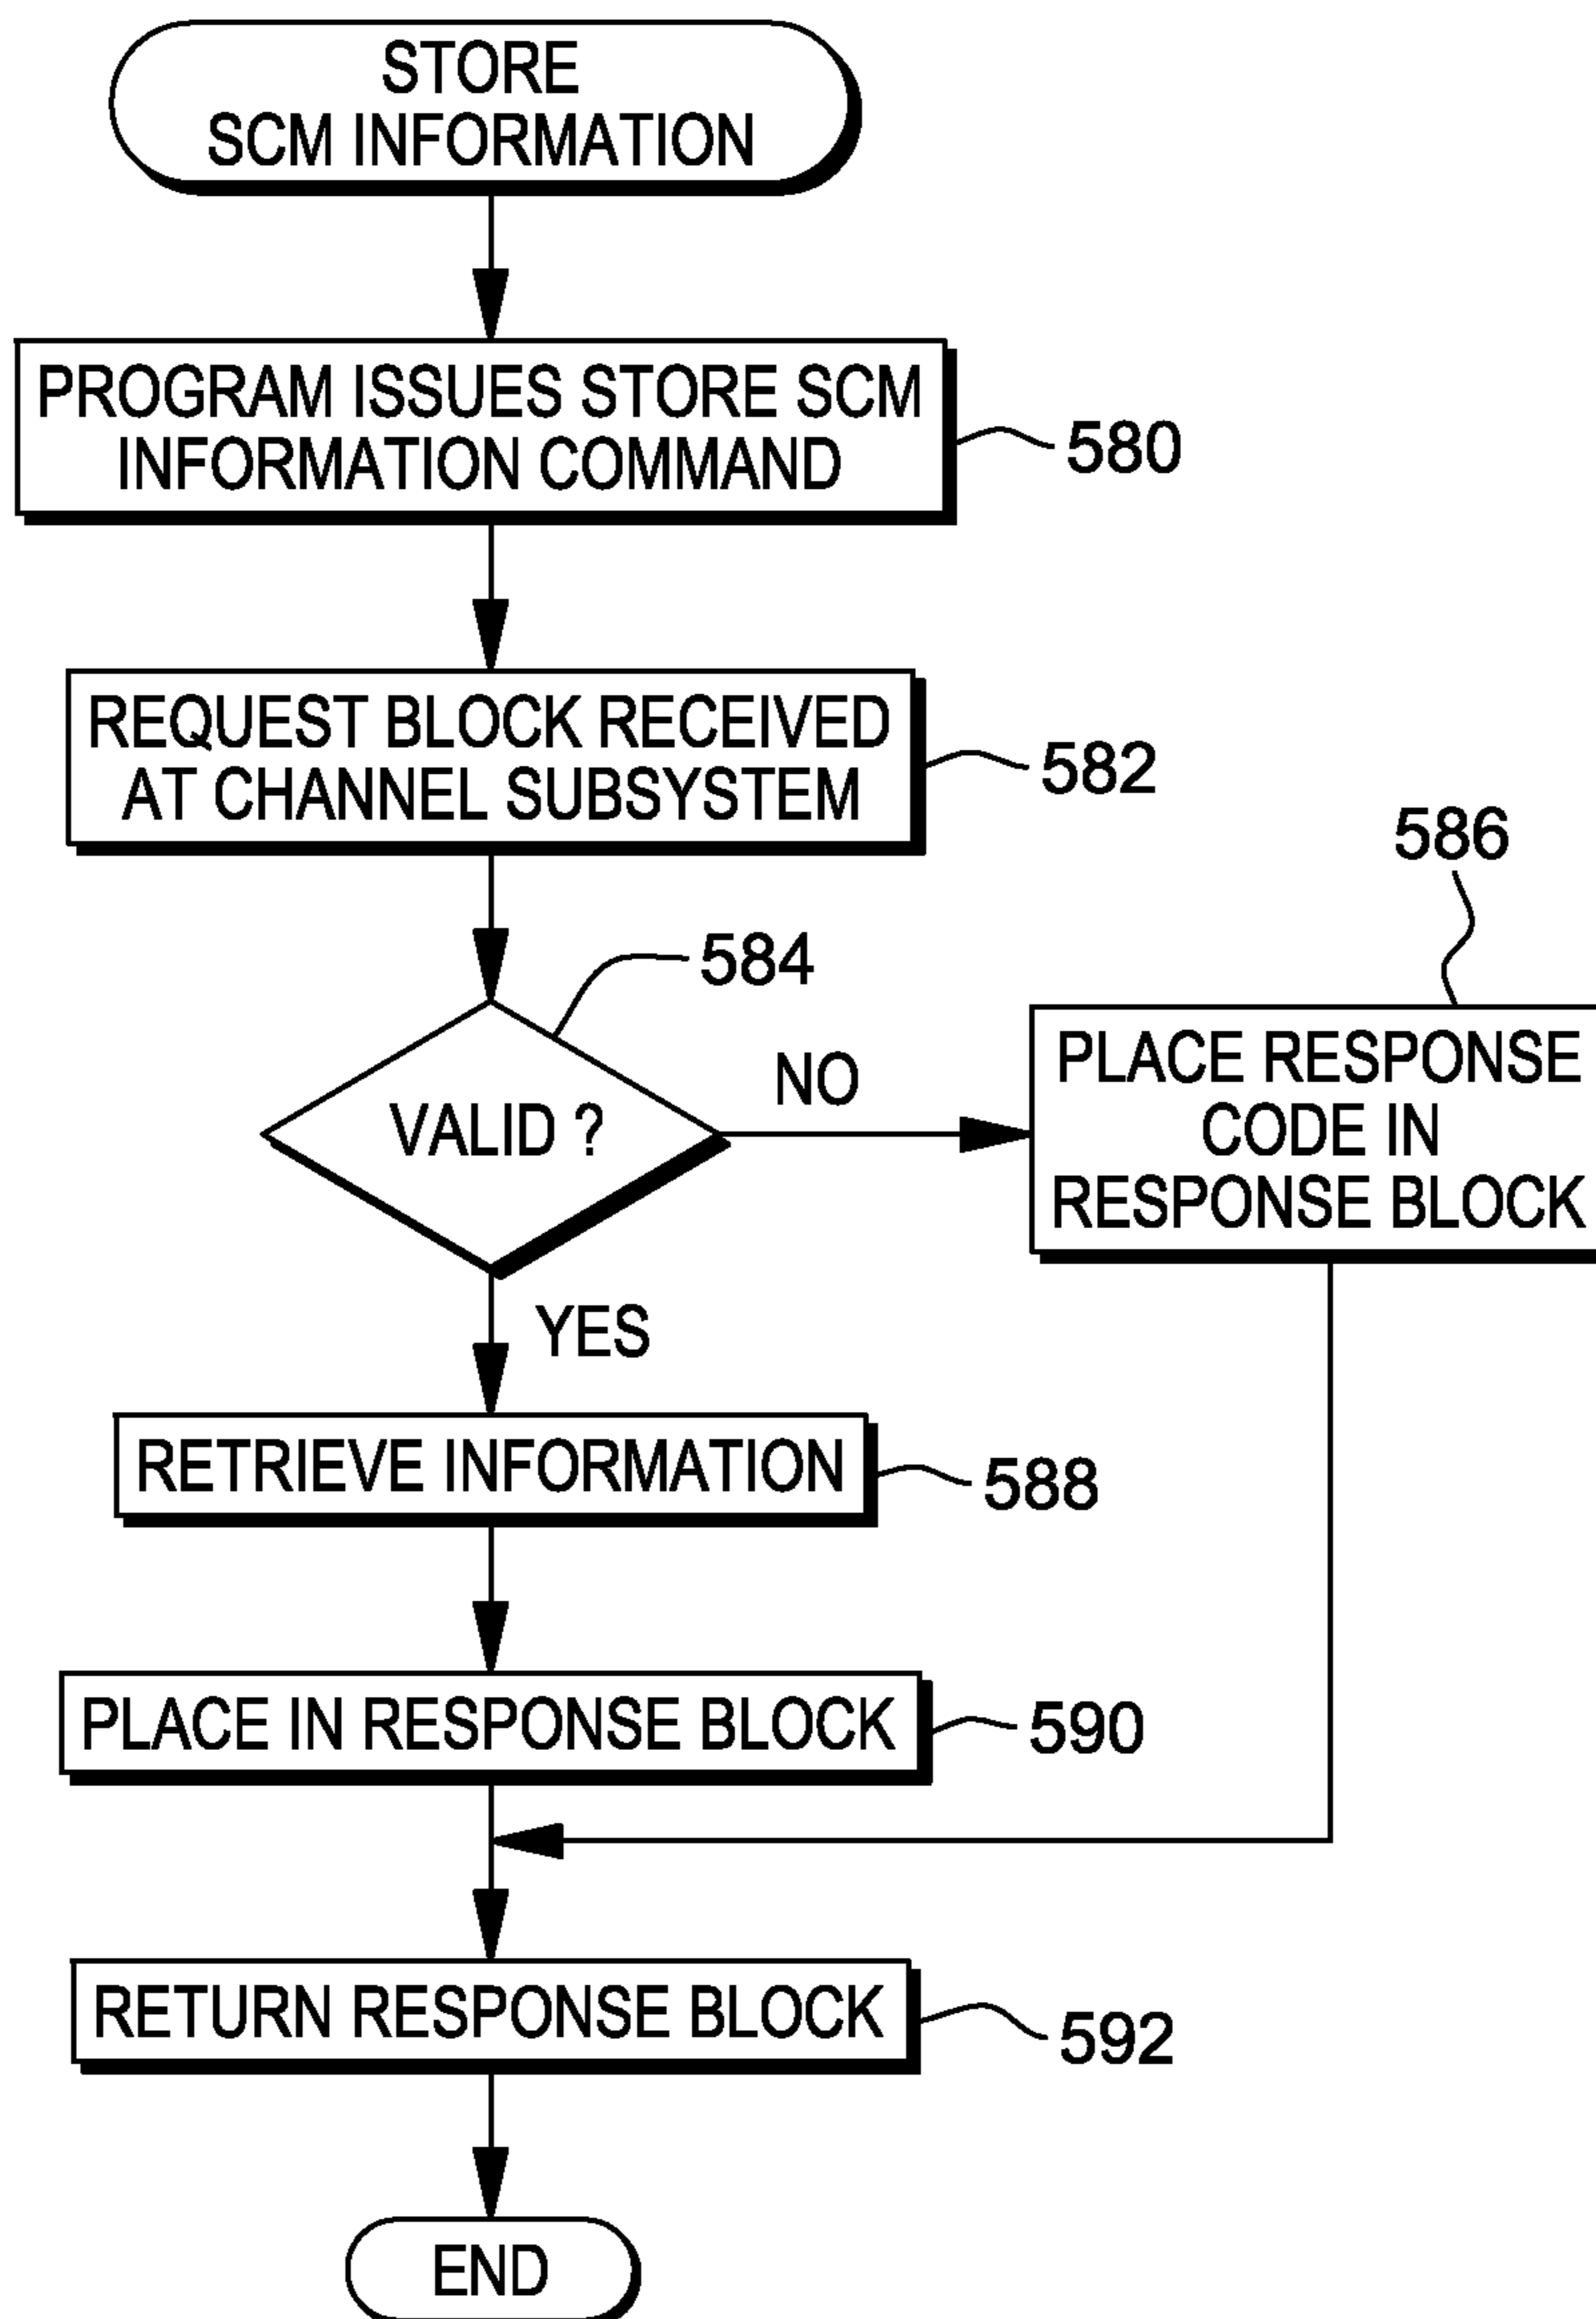 STORE
SCM INFORMATION
PROGRAM ISSUES STORE SCM
INFORMATION COMMAND
580
REQUEST BLOCK RECEIVED
AT CHANNEL SUBSYSTEM
582
584
VALID ?
NO
586
PLACE RESPONSE
CODE IN
RESPONSE BLOCK
YES
RETRIEVE INFORMATION
588
PLACE IN RESPONSE BLOCK
590
RETURN RESPONSE BLOCK
592
END